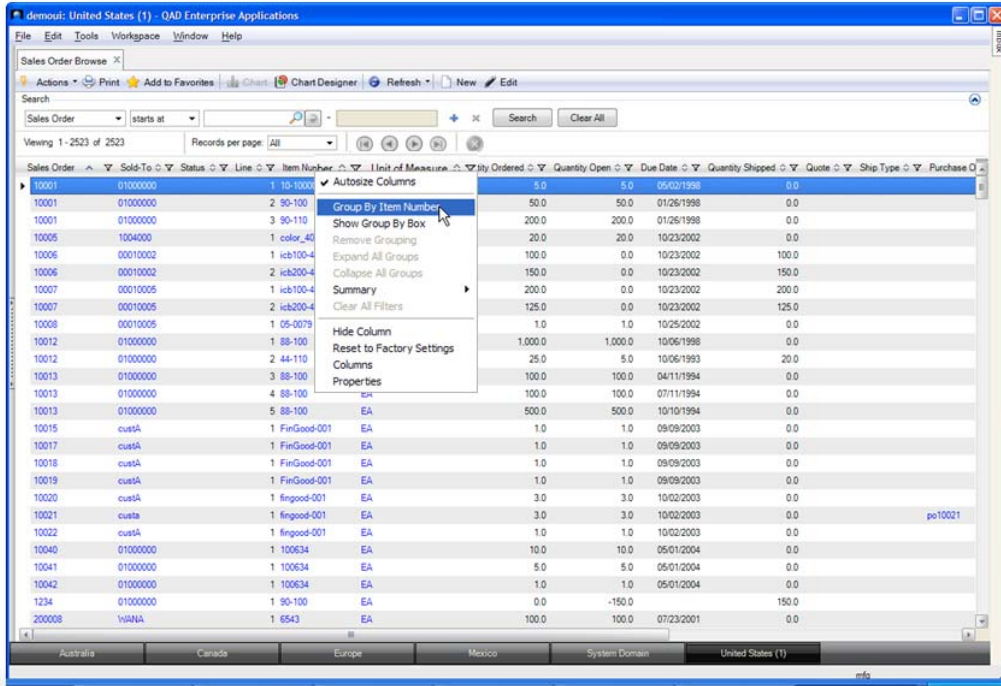 demoui: United States (1) - QAD Enterprise Applications
File Edit Tools Workspace Window Help
Sales Order Browse
Actions Print Add to Favorites Chart Chart Designer Refresh New Edit
Search
Sales Order starts at - Search Clear All
Viewing 1 - 2523 of 2523 Records per page: All
Sales Order Sold-To Status Line Item Number Unit of Measure tity Ordered Quantity Open Due Date Quantity Shipped Quote Ship Type Purchase O
10001 01000000 1 10-10000 5.0 5.0 05/02/1998 0.0
10001 01000000 2 90-100 50.0 50.0 01/26/1998 0.0
10001 01000000 3 90-110 200.0 200.0 01/26/1998 0.0
10005 1004000 1 color_40 20.0 20.0 10/23/2002 0.0
10006 00010002 1 icb100-4 100.0 0.0 10/23/2002 100.0
10006 00010002 2 icb200-4 150.0 0.0 10/23/2002 150.0
10007 00010005 1 icb100-4 200.0 0.0 10/23/2002 200.0
10007 00010005 2 icb200-4 125.0 0.0 10/23/2002 125.0
10008 00010005 1 05-0079 1.0 1.0 10/25/2002 0.0
10012 01000000 1 88-100 1,000.0 1,000.0 10/06/1998 0.0
10012 01000000 2 44-110 25.0 5.0 10/06/1993 20.0
10013 01000000 3 88-100 100.0 100.0 04/11/1994 0.0
10013 01000000 4 88-100 EA 100.0 100.0 07/11/1994 0.0
10013 01000000 5 88-100 EA 500.0 500.0 10/10/1994 0.0
10015 custA 1 FinGood-001 EA 1.0 1.0 09/09/2003 0.0
10017 custA 1 FinGood-001 EA 1.0 1.0 09/09/2003 0.0
10018 custA 1 FinGood-001 EA 1.0 1.0 09/09/2003 0.0
10019 custA 1 FinGood-001 EA 1.0 1.0 09/09/2003 0.0
10020 custA 1 fingood-001 EA 3.0 3.0 10/02/2003 0.0
10021 custa 1 fingood-001 EA 3.0 3.0 10/02/2003 0.0 po10021
10022 custA 1 fingood-001 EA 1.0 1.0 10/02/2003 0.0
10040 01000000 1 100634 EA 10.0 10.0 05/01/2004 0.0
10041 01000000 1 100634 EA 5.0 5.0 05/01/2004 0.0
10042 01000000 1 100634 EA 1.0 1.0 05/01/2004 0.0
1234 01000000 1 90-100 EA 0.0 -150.0 150.0
200008 WANA 1 6543 EA 100.0 100.0 07/23/2001 0.0
Autosize Columns
Group By Item Number
Show Group By Box
Remove Grouping
Expand All Groups
Collapse All Groups
Summary
Clear All Filters
Hide Column
Reset to Factory Settings
Columns
Properties
Australia Canada Europe Mexico System Domain United States (1)
mfg